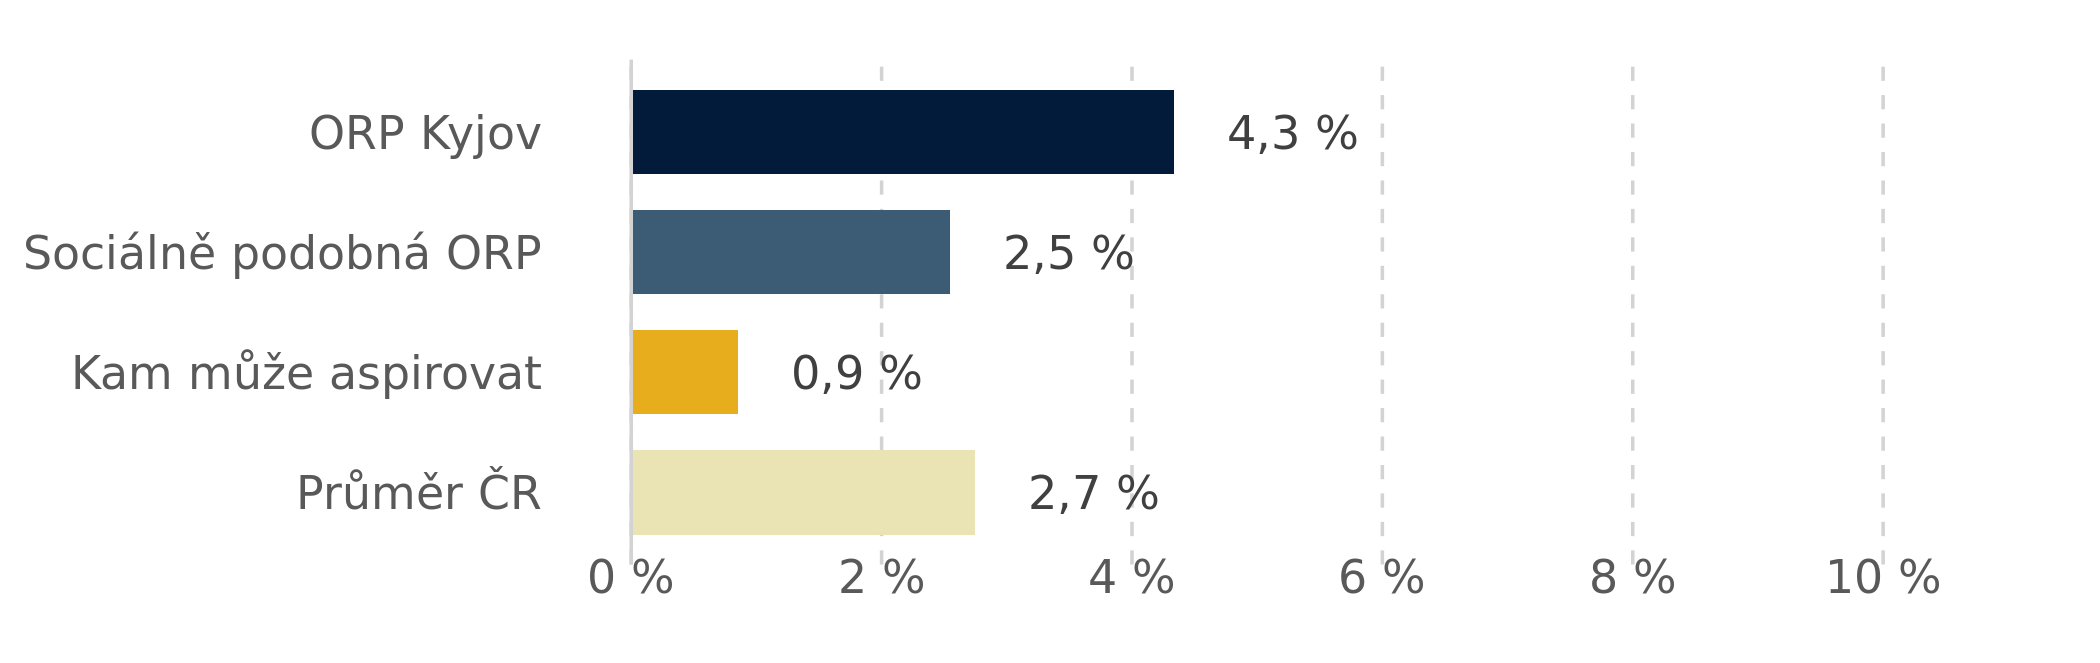 ORP Kyjov 4,3 %
Sociálně podobná ORP 2,5 %
Kam může aspirovat 0,9 %
Průměr ČR 2,7 %
0 % 2 % 4 % 6 % 8 % 10 %